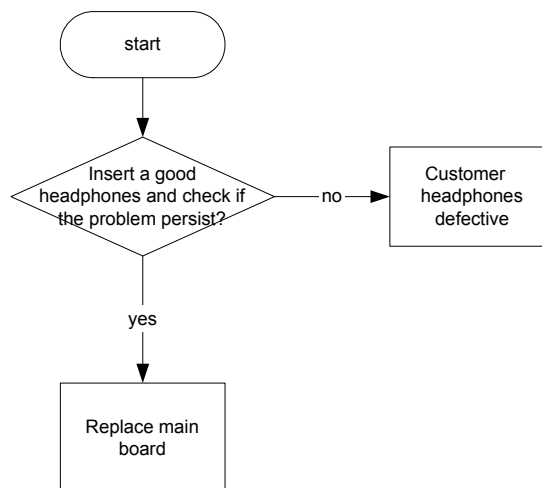 start
Insert a good
headphones and check if
the problem persist?
no
Customer
headphones
defective
yes
Replace main
board